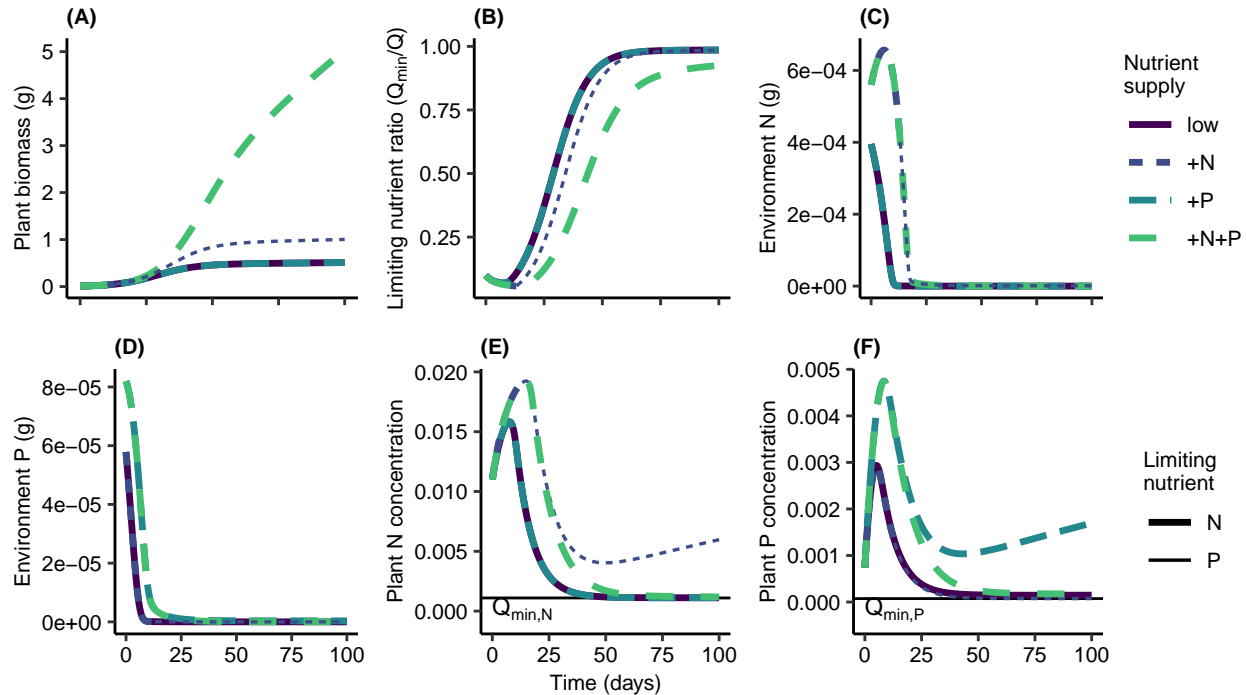 (A)
Plant biomass (g)
5
4
3
2
1
0
(B)
Limiting nutrient ratio (Qmin/Q)
1.00
0.75
0.50
0.25
(C)
Environment N (g)
6e−04
4e−04
2e−04
0e+00
Nutrient
supply
low
+N
+P
+N+P
(D)
Environment P (g)
8e−05
6e−05
4e−05
2e−05
0e+00
0 25 50 75 100
(E)
Plant N concentration
0.020
0.015
0.010
0.005
0.000
Qmin,N
0 25 50 75 100
Time (days)
(F)
Plant P concentration
0.005
0.004
0.003
0.002
0.001
0.000
Qmin,P
0 25 50 75 100
Limiting
nutrient
N
P